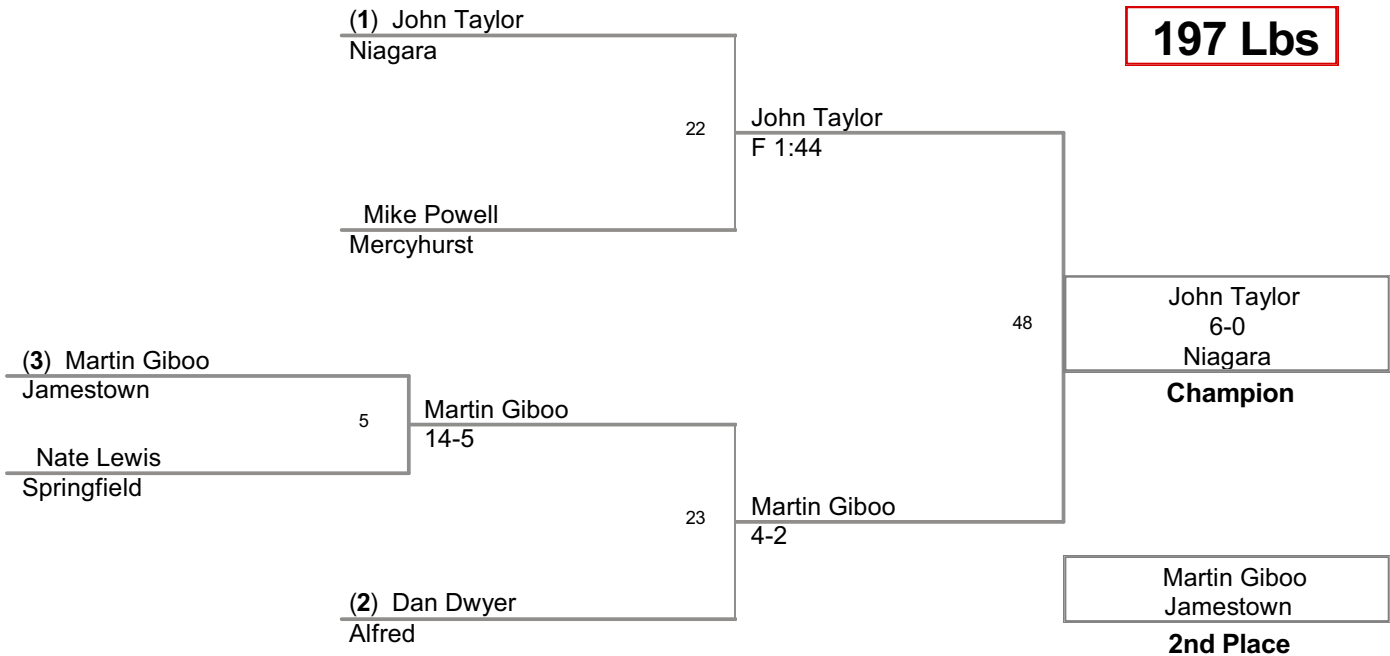 (1) John Taylor
Niagara
197 Lbs
22
John Taylor
F 1:44
Mike Powell
Mercyhurst
48
John Taylor
6-0
Niagara
Champion
(3) Martin Giboo
Jamestown
5
Martin Giboo
14-5
Nate Lewis
Springfield
23
Martin Giboo
4-2
(2) Dan Dwyer
Alfred
Martin Giboo
Jamestown
2nd Place